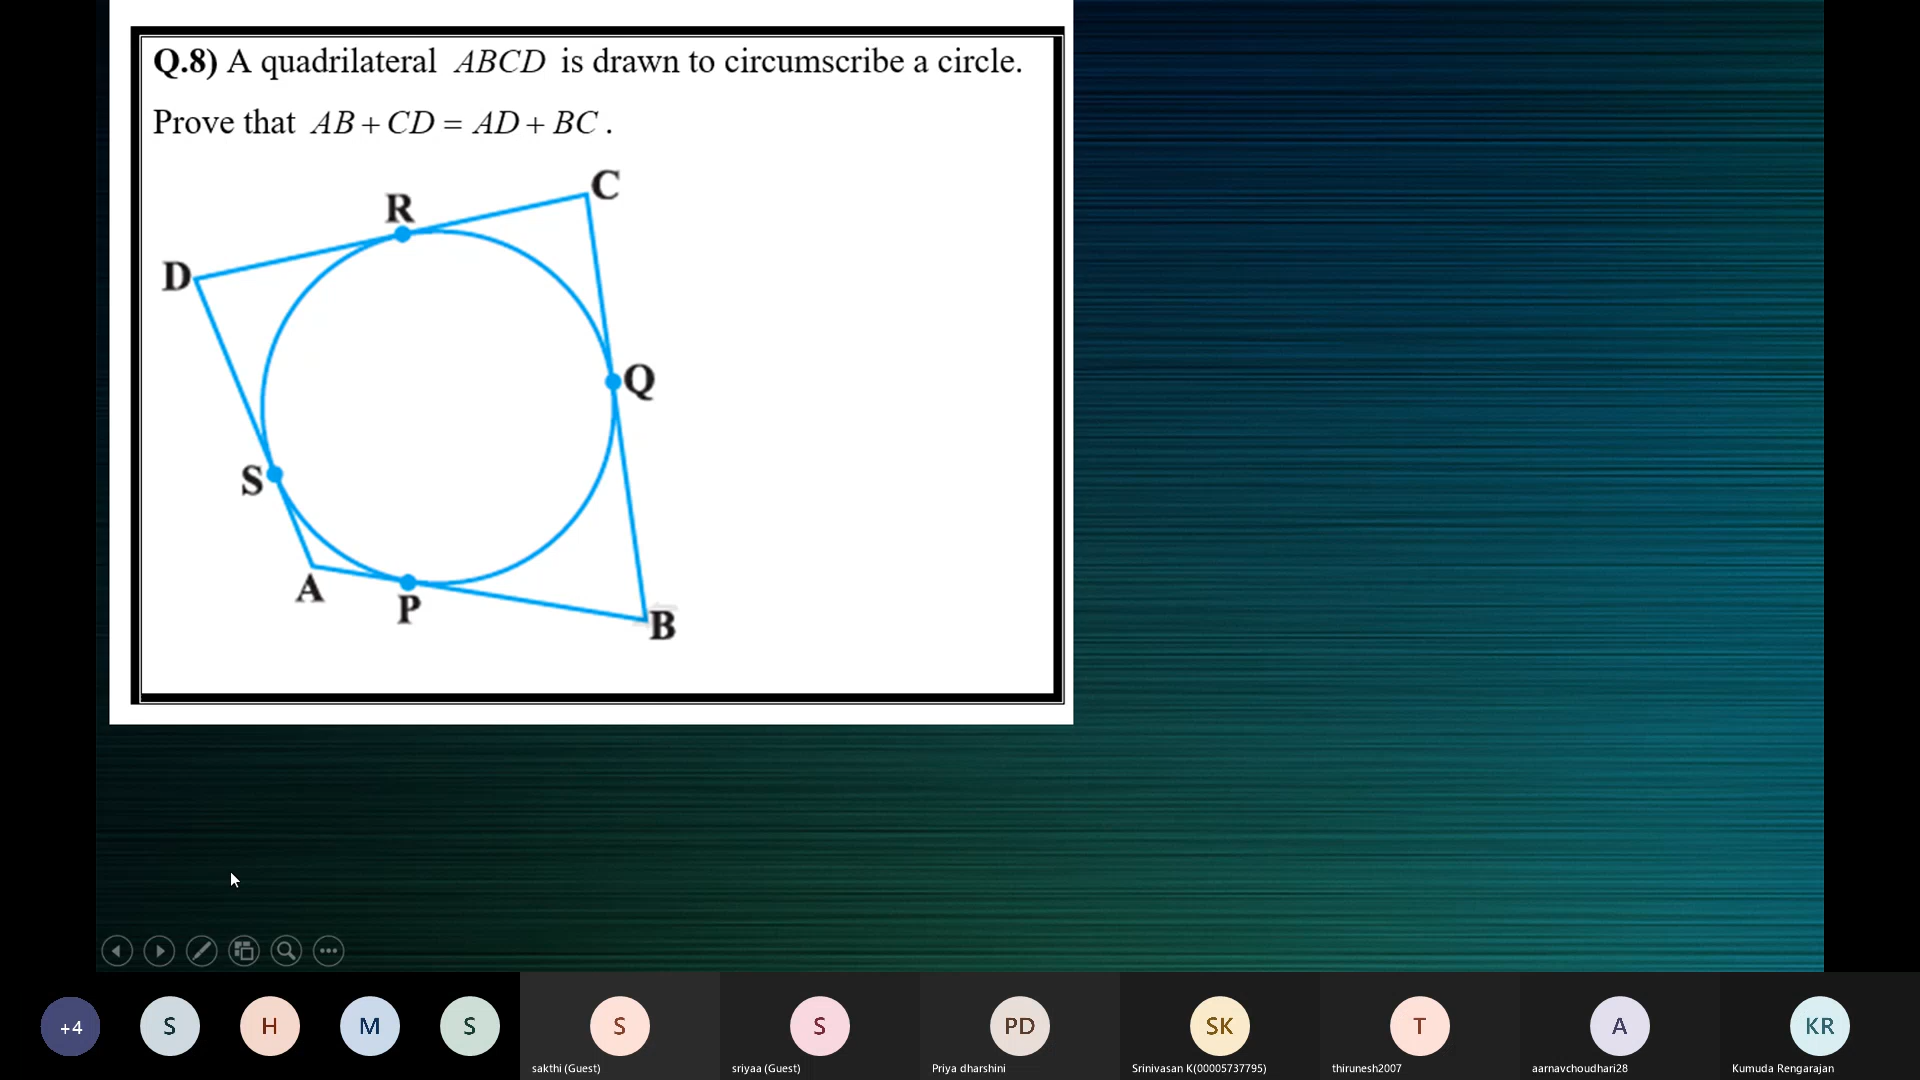 Q.8) A quadrilateral ABCD is drawn to circumscribe a circle.
Prove that AB + CD = AD + BC .
C
R
D
Q
S
A
P
B
+4
S
H
M
S
S
S
PD
SK
T
A
KR
sakthi (Guest)
sriyaa (Guest)
Priya dharshini
Srinivasan K(00005737795)
thirunesh2007
aarnavchoudhari28
Kumuda Rengarajan